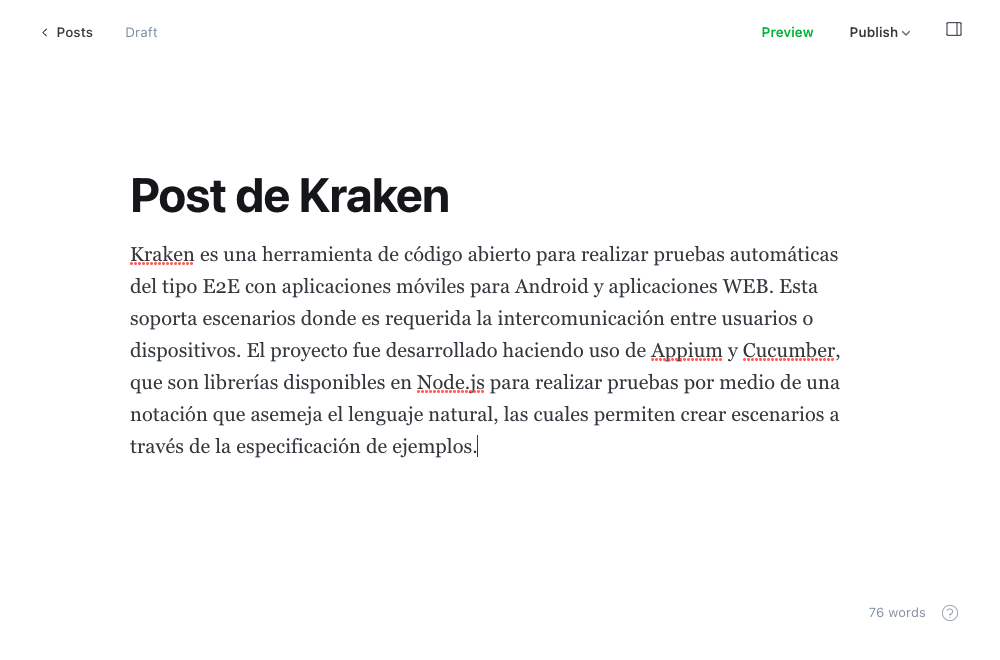 Posts Draft Preview Publish
Post de Kraken
Kraken es una herramienta de código abierto para realizar pruebas automáticas
del tipo E2E con aplicaciones móviles para Android y aplicaciones WEB. Esta
soporta escenarios donde es requerida la intercomunicación entre usuarios o
dispositivos. El proyecto fue desarrollado haciendo uso de Appium y Cucumber,
que son librerías disponibles en Node.js para realizar pruebas por medio de una
notación que asemeja el lenguaje natural, las cuales permiten crear escenarios a
través de la especificación de ejemplos.
76 words ?